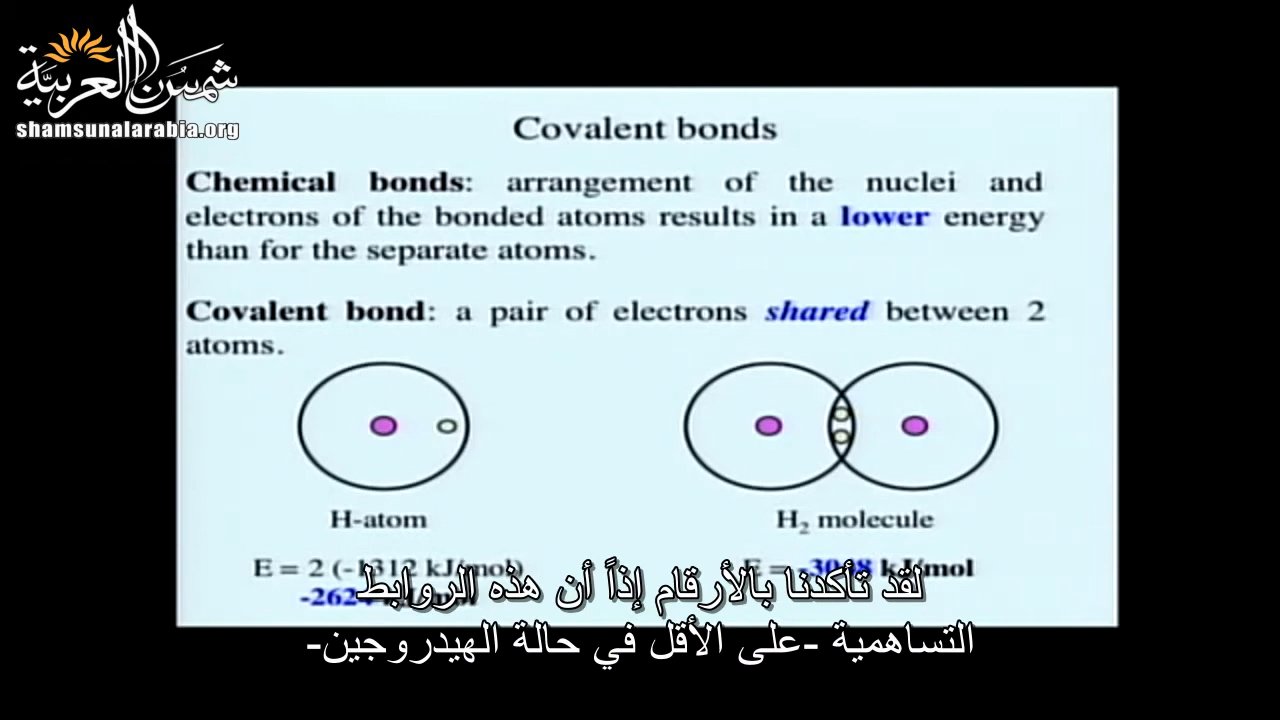 شمس العربية
shamsunalarabia.org
Covalent bonds
Chemical bonds: arrangement of the nuclei and
electrons of the bonded atoms results in a lower energy
than for the separate atoms.
Covalent bond: a pair of electrons shared between 2
atoms.
H-atom
H₂ molecule
E = 2 (-1312 kJ/mol)
E = kJ/mol
لقد تأكدنا بالأرقام إذاً أن هذه الروابط
التساهمية -على الأقل في حالة الهيدروجين-